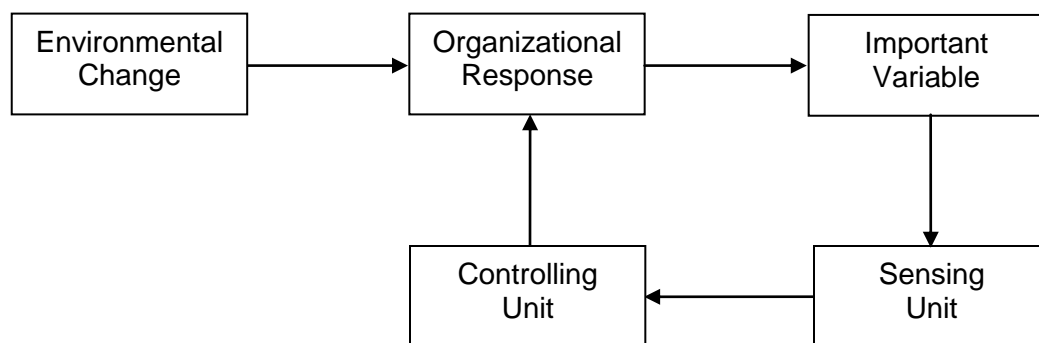 Environmental
Change
Organizational
Response
Important
Variable
Controlling
Unit
Sensing
Unit